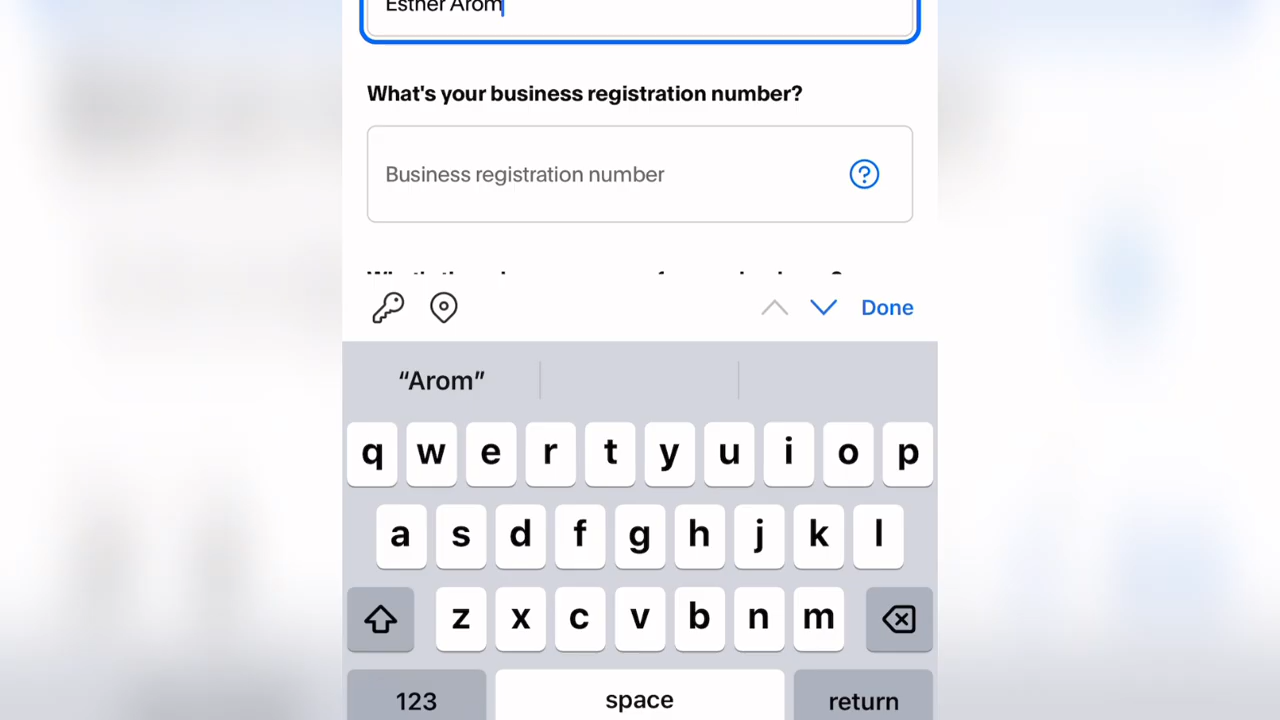 Esther Arom
What's your business registration number?
Business registration number
Done
“Arom”
q w e r t y u i o p
a s d f g h j k l
z x c v b n m
123 space return